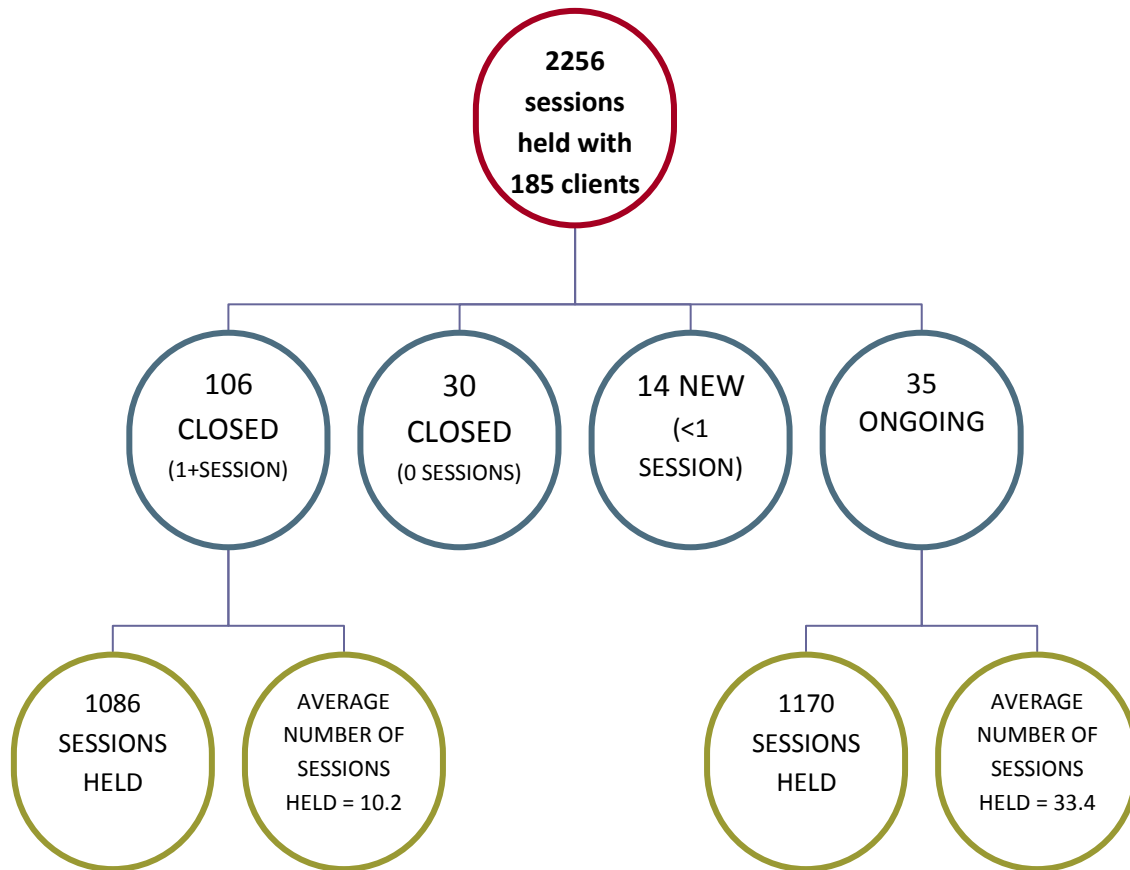 2256
sessions
held with
185 clients
106
CLOSED
(1+SESSION)
30
CLOSED
(0 SESSIONS)
14 NEW
(<1
SESSION)
35
ONGOING
1086
SESSIONS
HELD
AVERAGE
NUMBER OF
SESSIONS
HELD = 10.2
1170
SESSIONS
HELD
AVERAGE
NUMBER OF
SESSIONS
HELD = 33.4